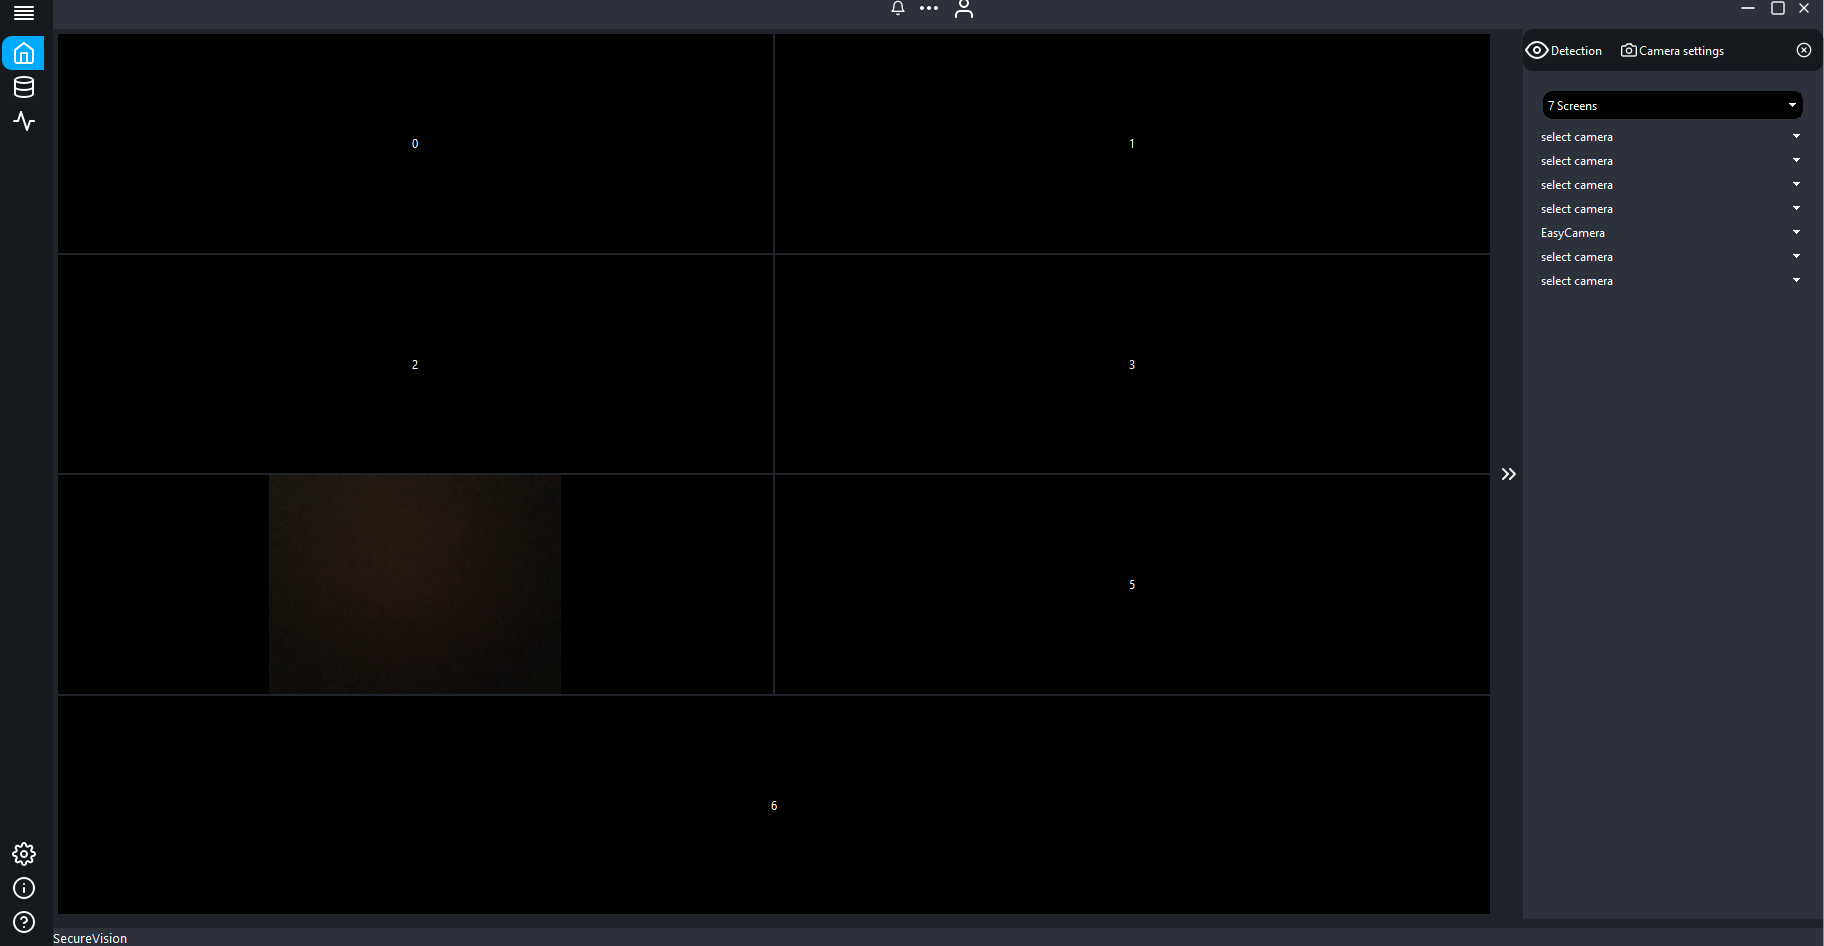 Detection
Camera settings
7 Screens
select camera
select camera
select camera
select camera
EasyCamera
select camera
select camera
0
1
2
3
5
6
SecureVision